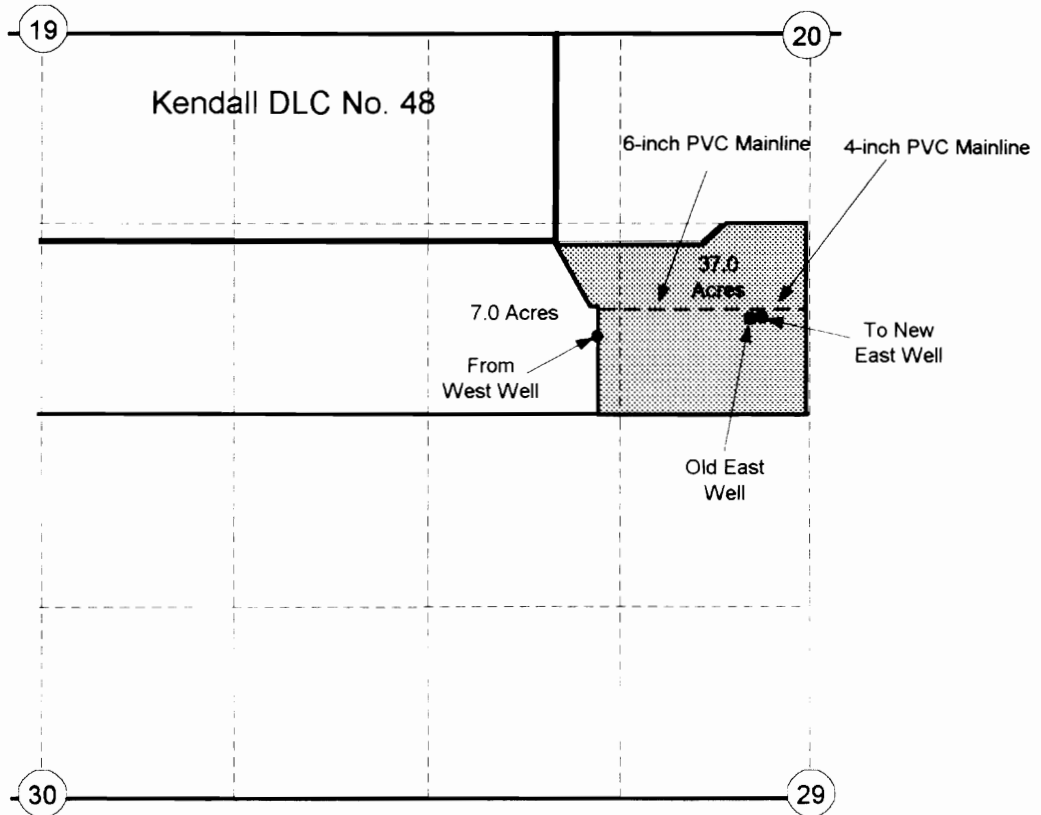 19
20
Kendall DLC No. 48
6-inch PVC Mainline
4-inch PVC Mainline
37.0
Acres
7.0 Acres
From
West Well
To New
East Well
Old East
Well
30
29